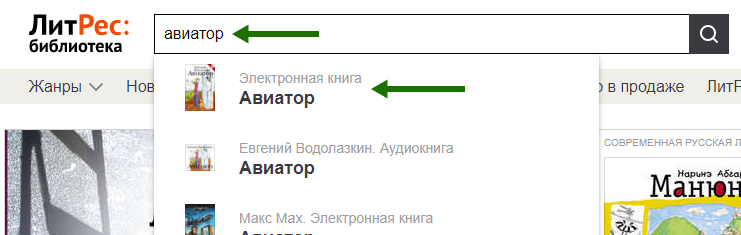 ЛитРес:
библиотека
авиатор
Жанры
Нов
Электронная книга
Авиатор
Евгений Водолазкин. Аудиокнига
Авиатор
Макс Мах. Электронная книга
Авиатор
р в продаже
ЛитР
СОВРЕМЕННАЯ РУССКАЯ Л
Наринэ Абгар
Манюн